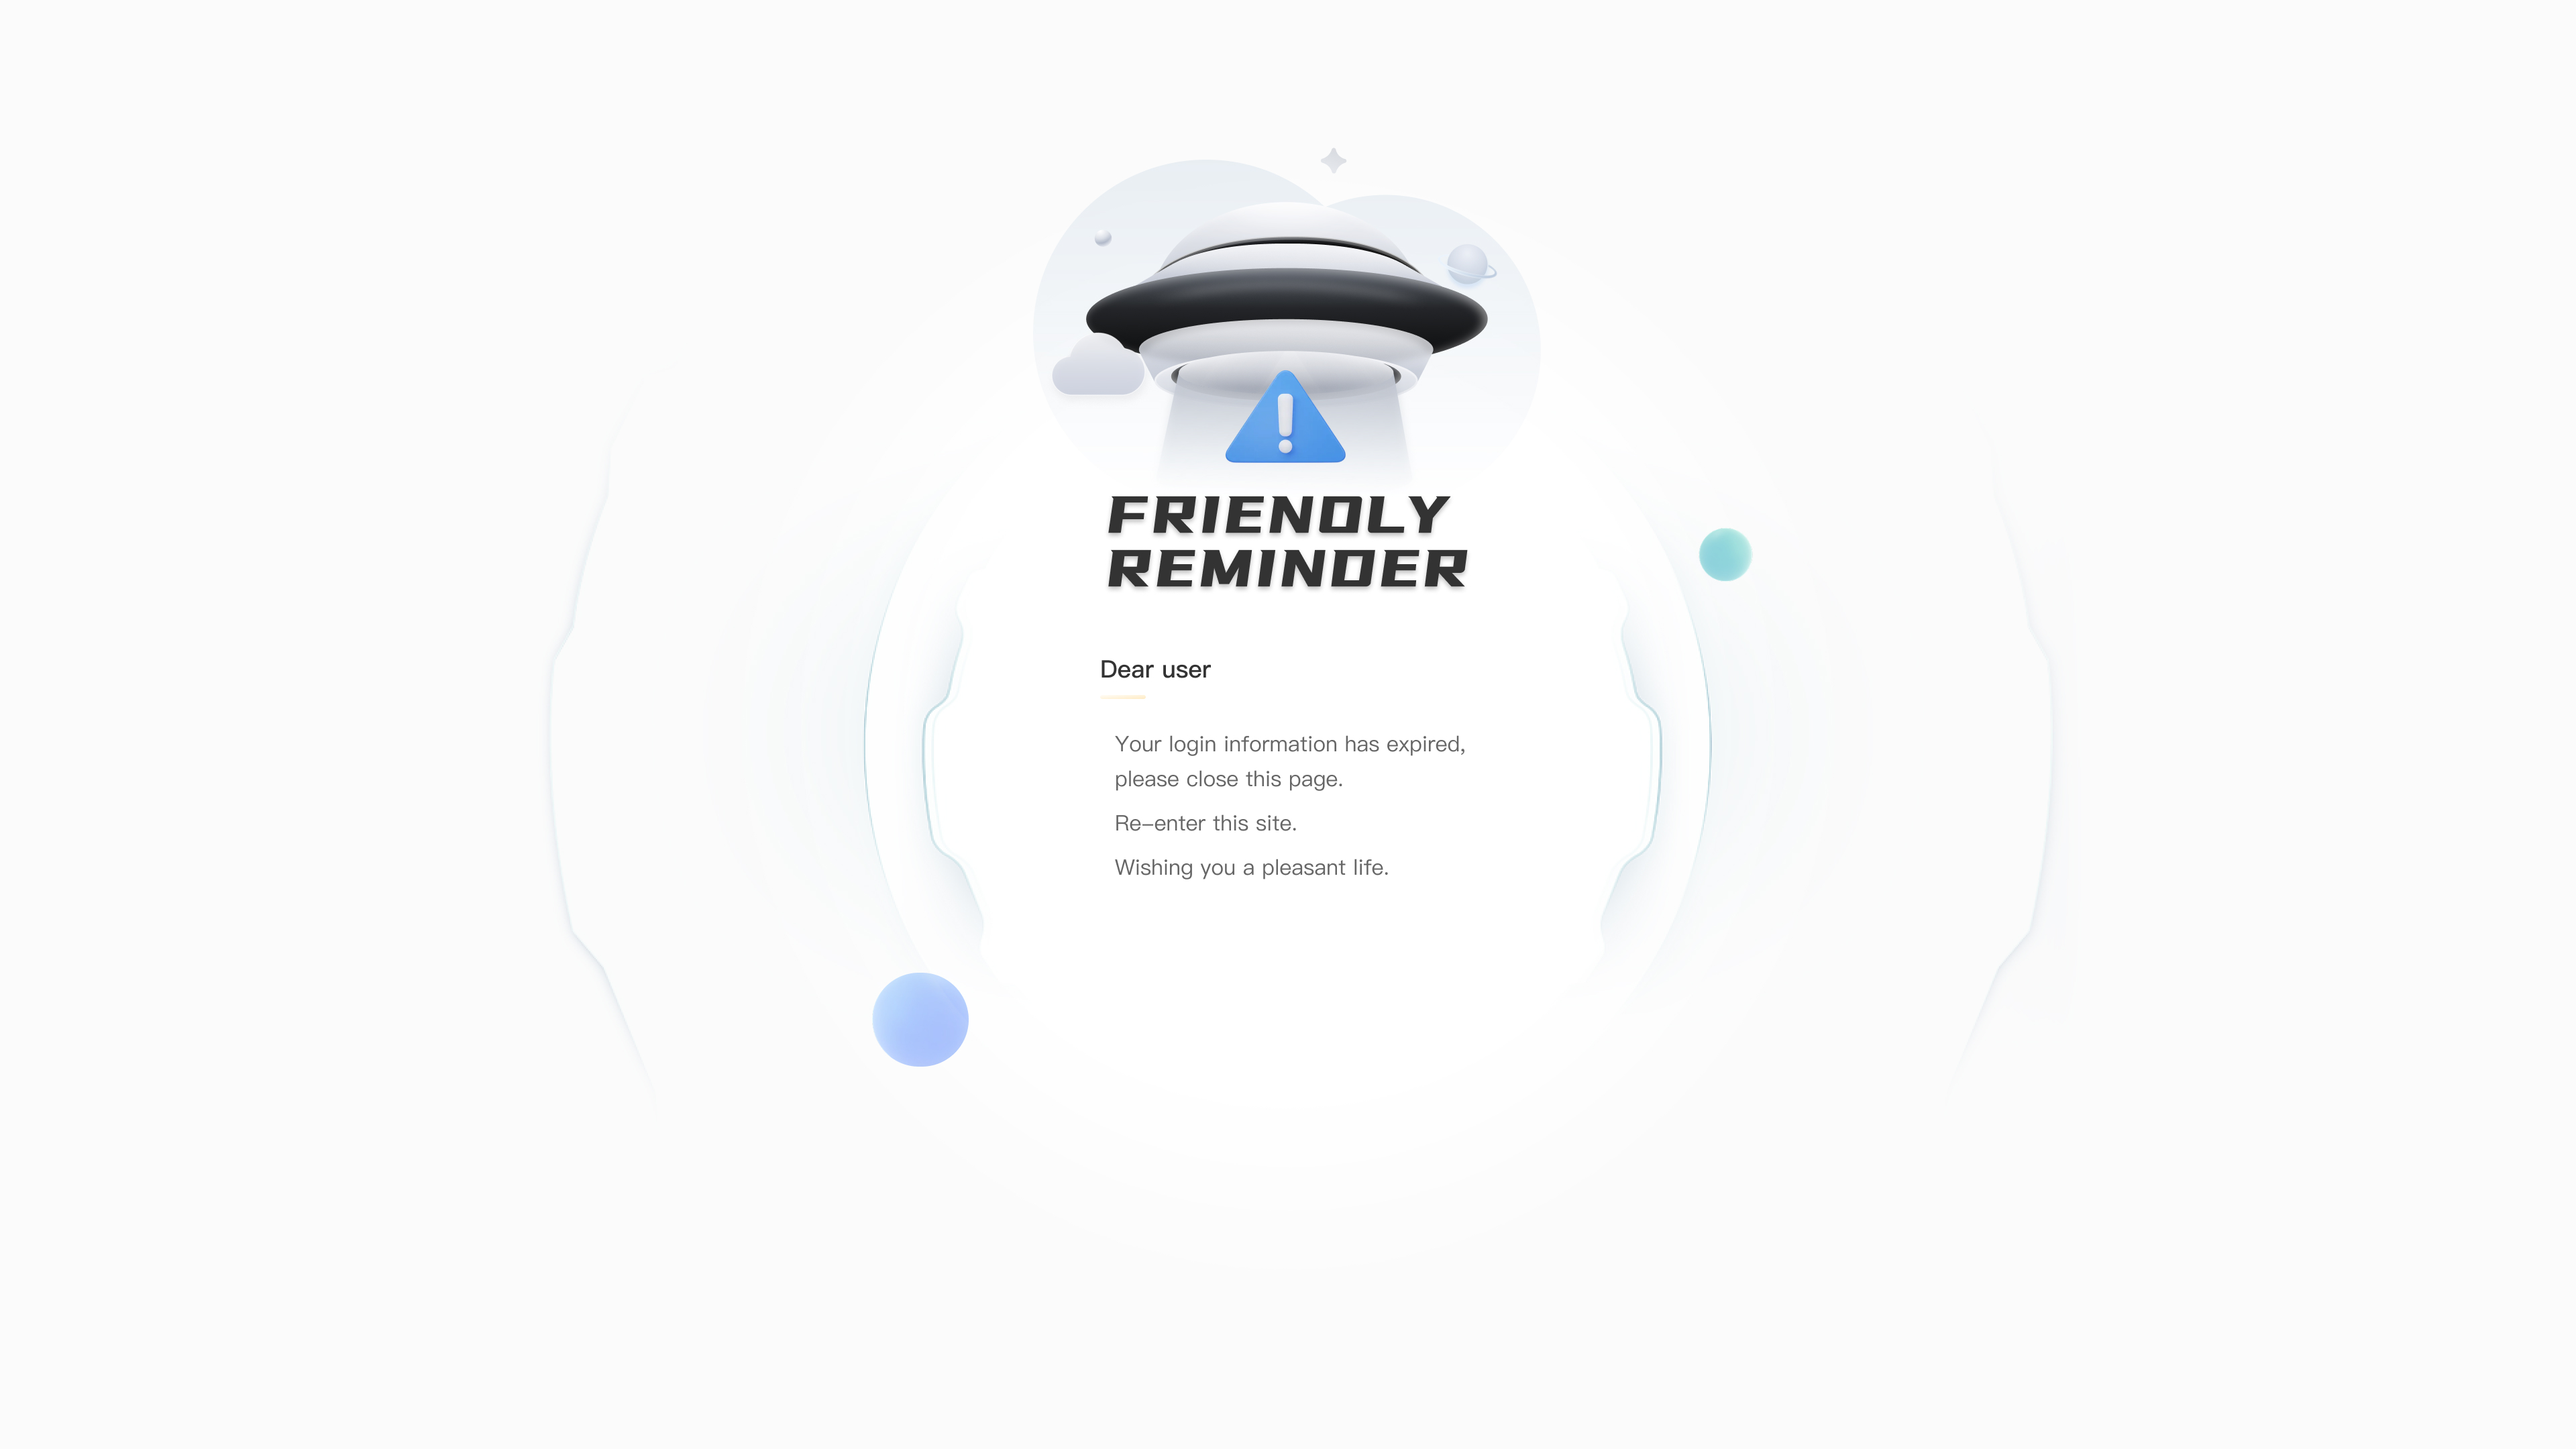 FRIENDLY
REMINDER
Dear user
Your login information has expired,
please close this page.
Re-enter this site.
Wishing you a pleasant life.